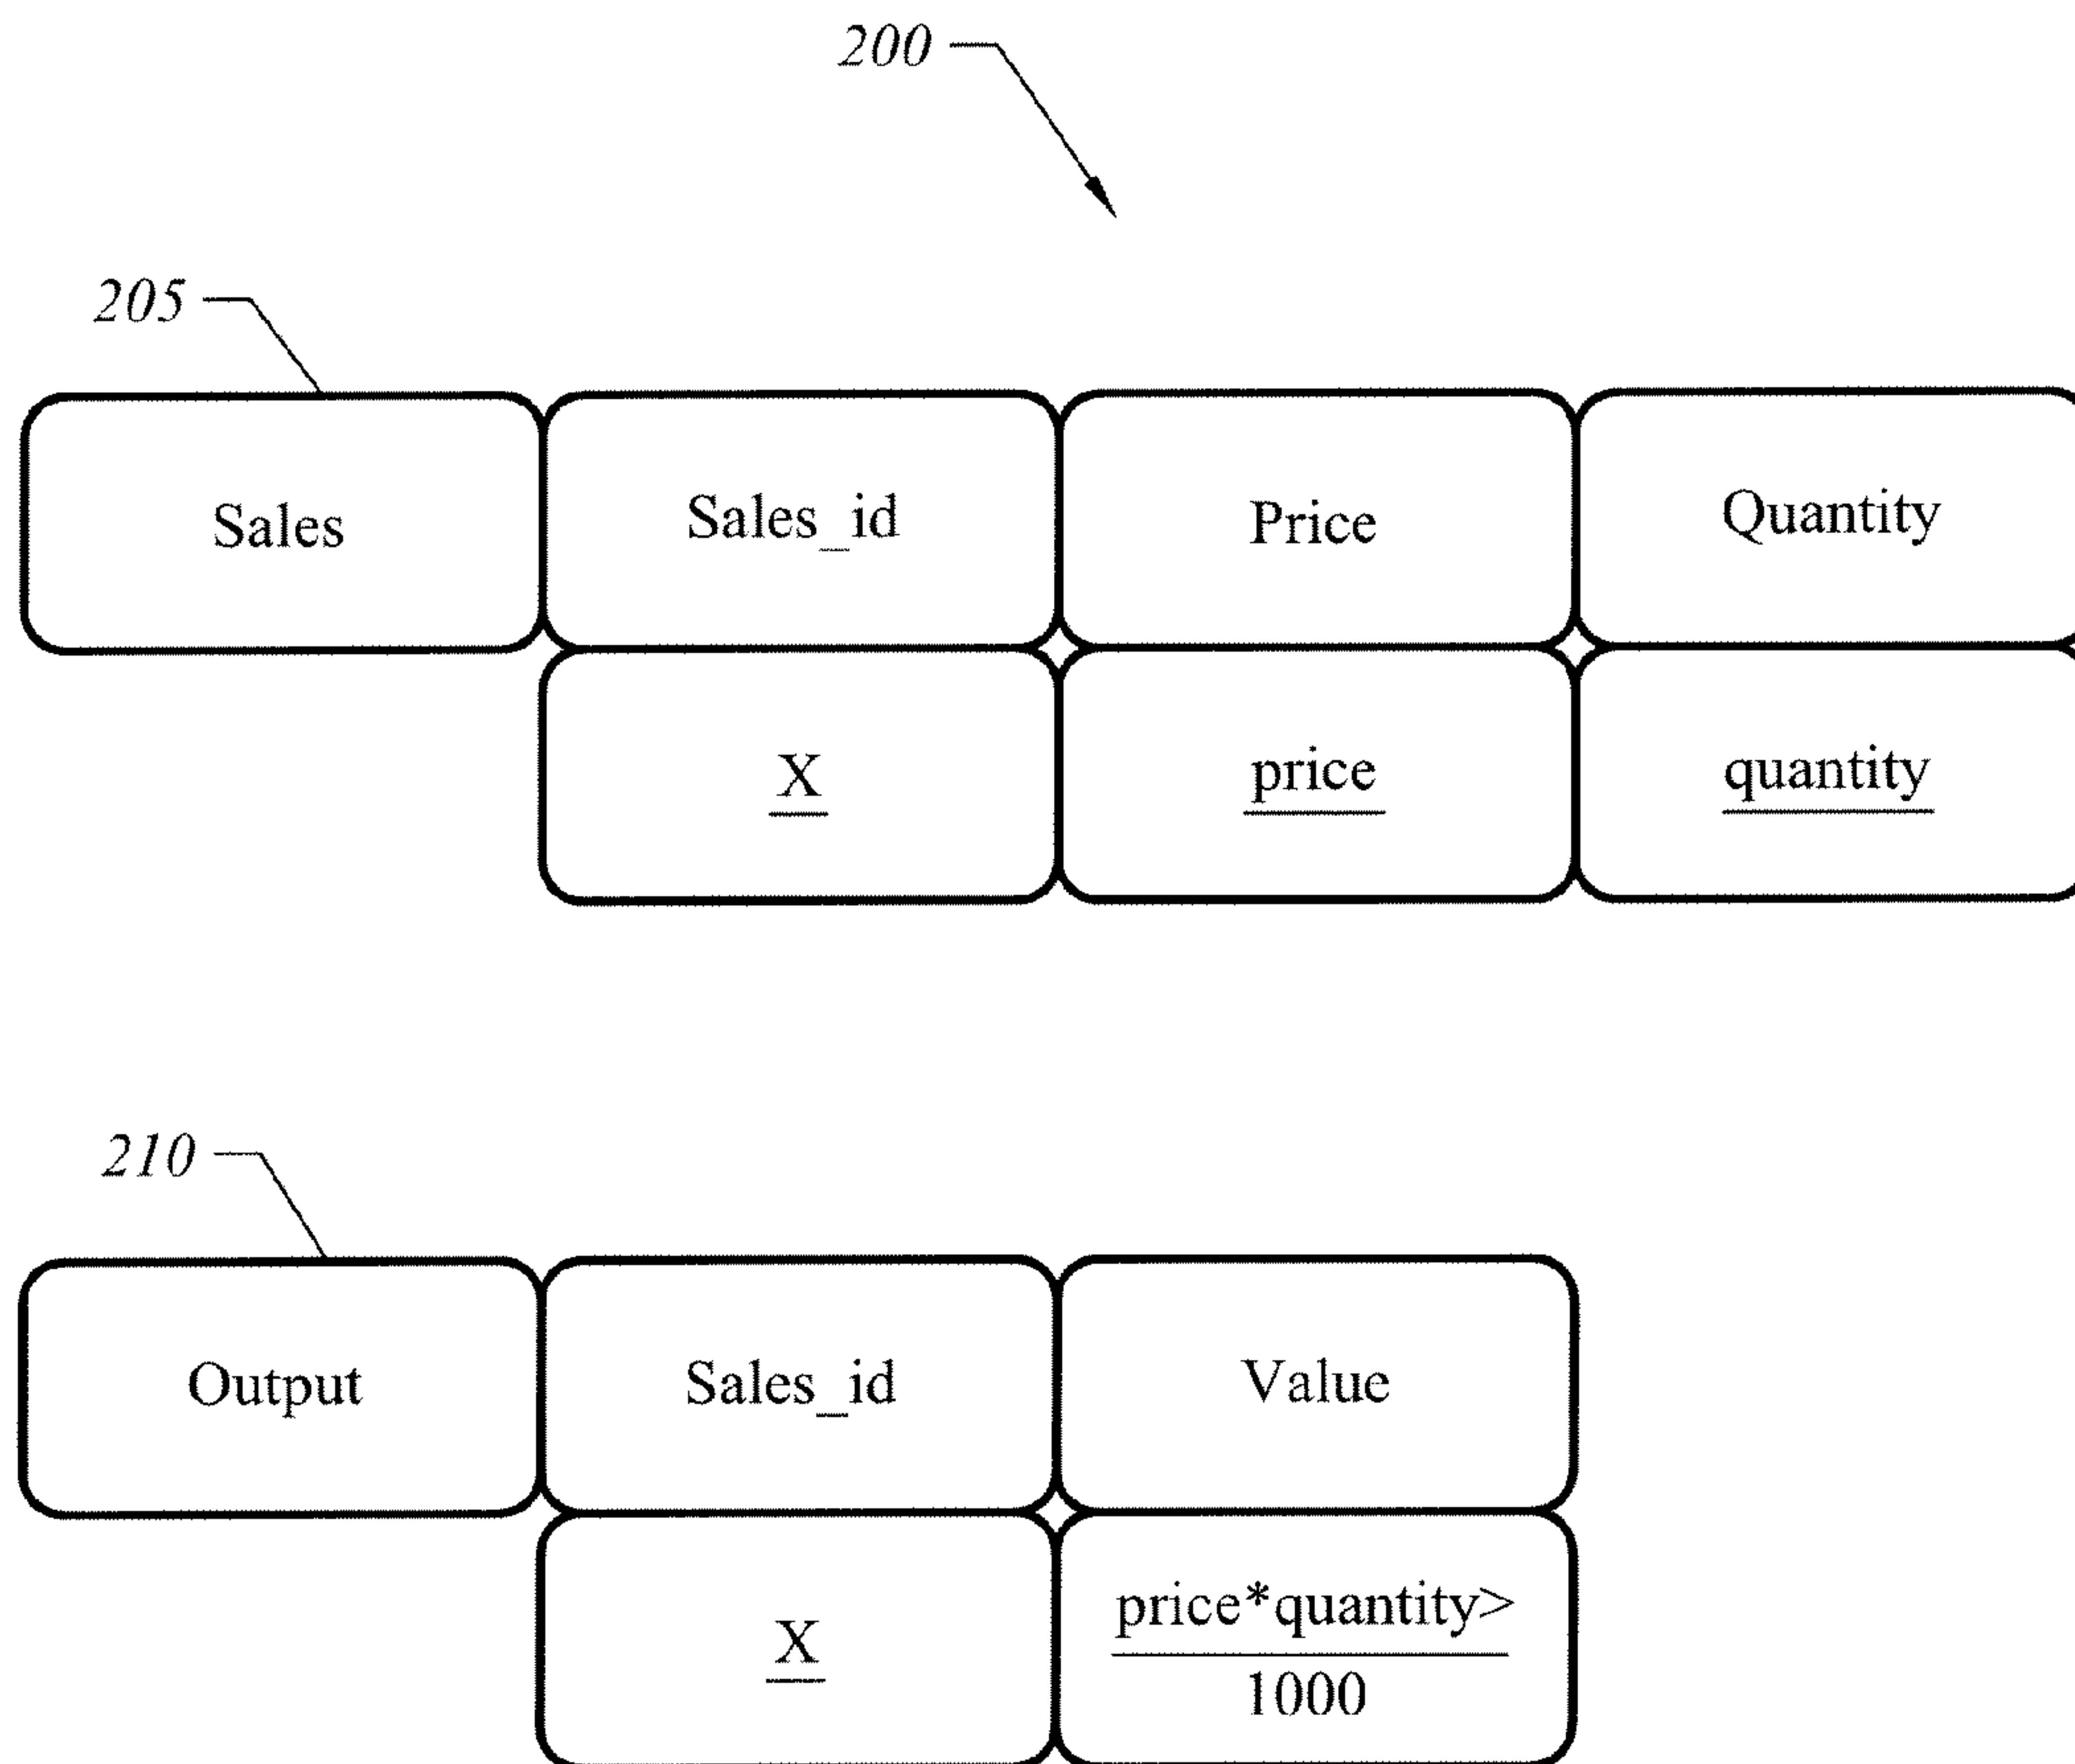 200
205
Sales Sales_id Price Quantity
X price quantity
210
Output Sales_id Value
X price*quantity>
1000